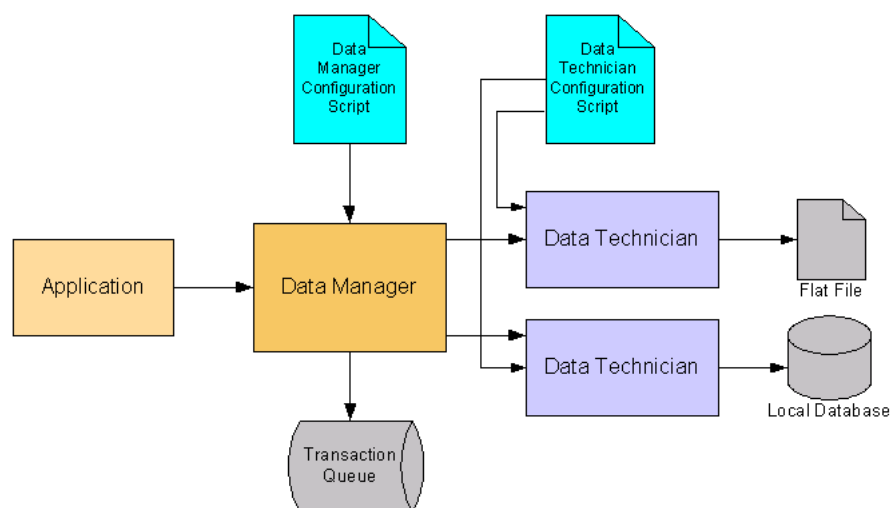 Data
Manager
Configuration
Script
Data
Technician
Configuration
Script
Application
Data Manager
Data Technician
Flat File
Data Technician
Local Database
Transaction
Queue